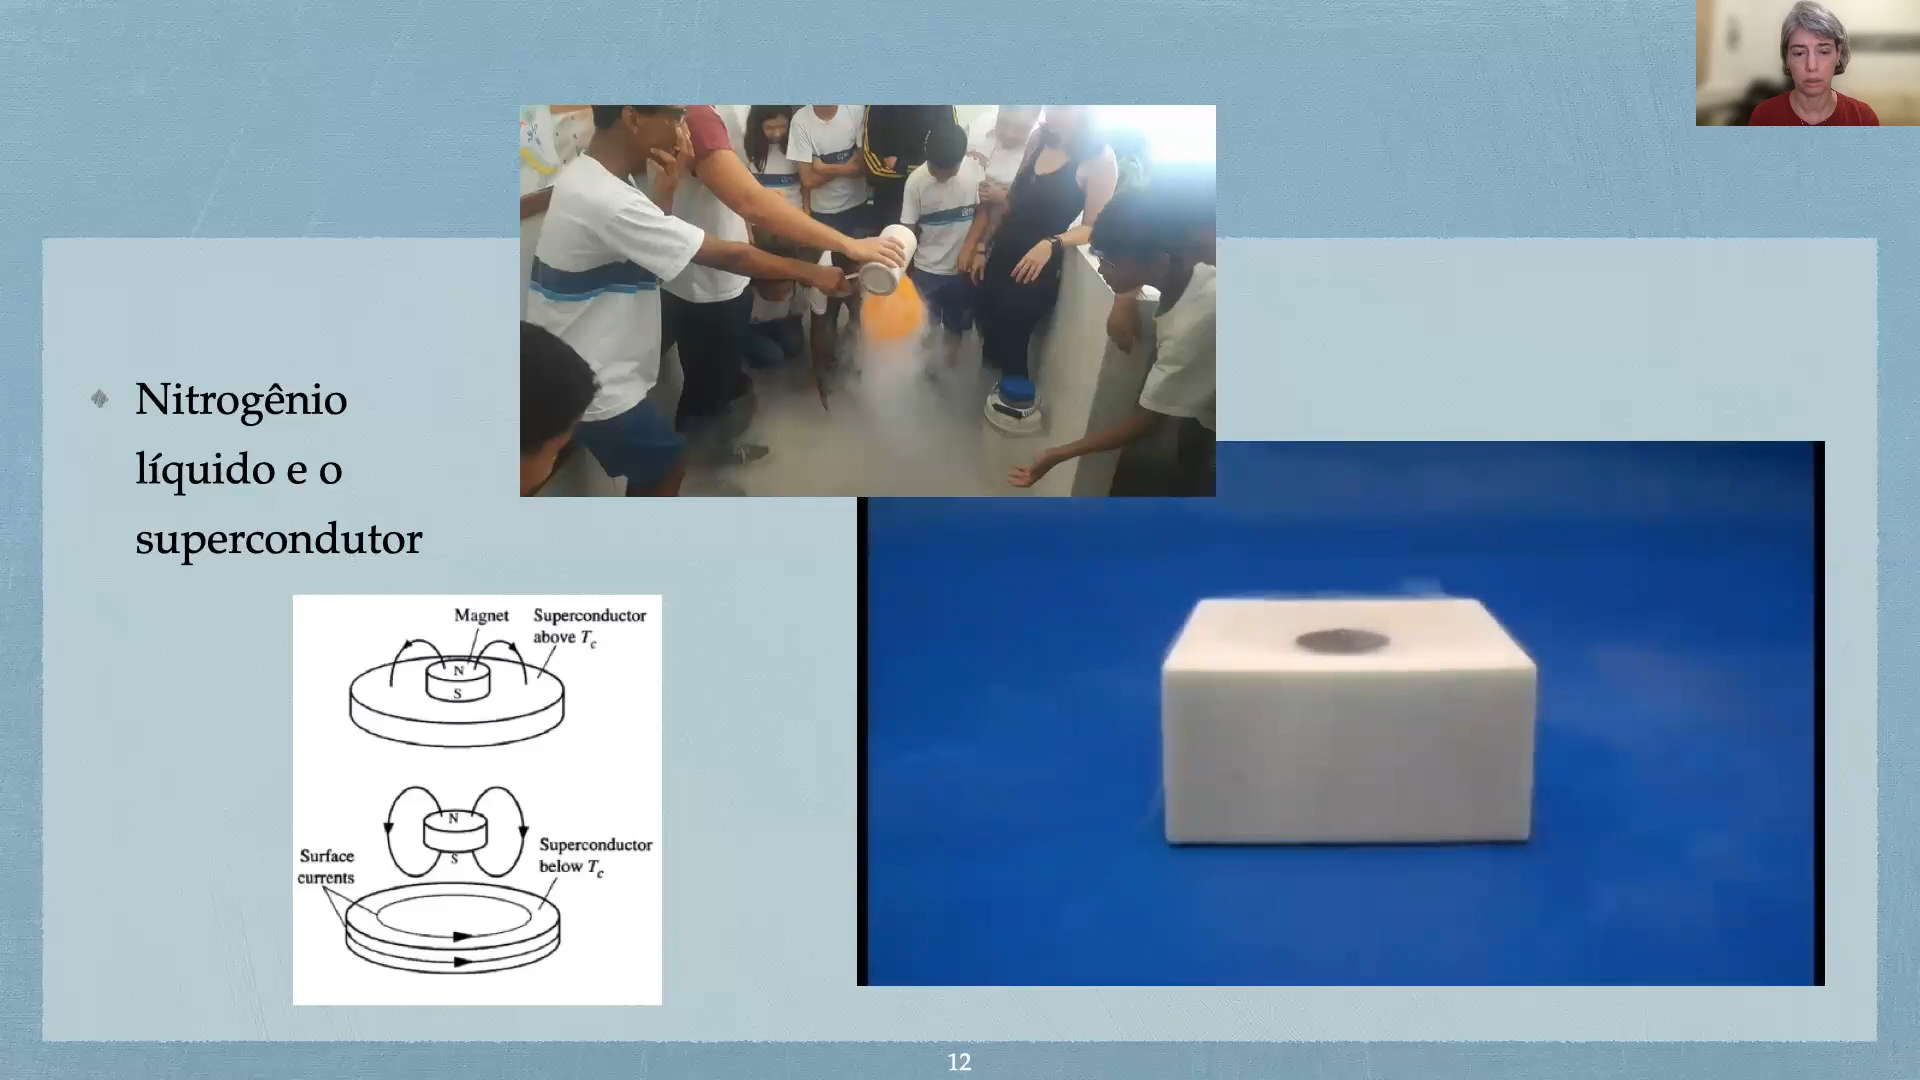 Nitrogênio
líquido e o
supercondutor
Magnet
Superconductor
above Tc
N
S
N
S
Superconductor
below Tc
Surface
currents
12